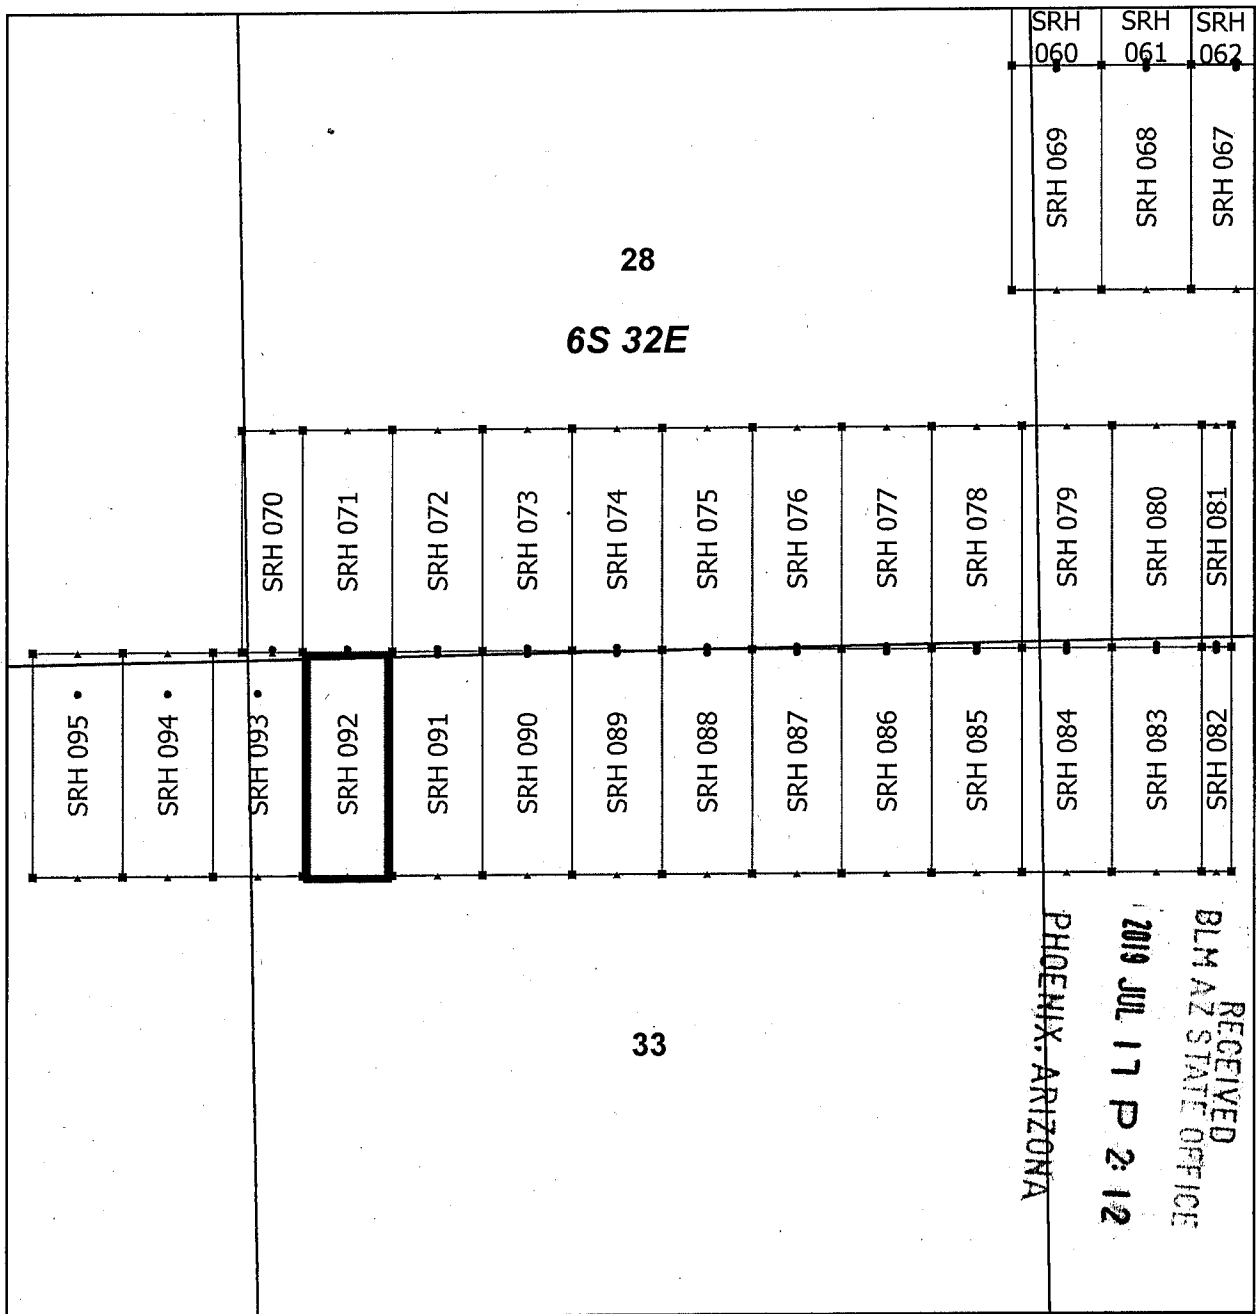 SRH
060
SRH
061
SRH
062
SRH 069
SRH 068
SRH 067
28
6S 32E
SRH 070
SRH 071
SRH 072
SRH 073
SRH 074
SRH 075
SRH 076
SRH 077
SRH 078
SRH 079
SRH 080
SRH 081
SRH 095
SRH 094
SRH 093
SRH 092
SRH 091
SRH 090
SRH 089
SRH 088
SRH 087
SRH 086
SRH 085
SRH 084
SRH 083
SRH 082
33
RECEIVED
BLM AZ STATE OFFICE
2019 JUL 17 P 2:12
PHOENIX, ARIZONA